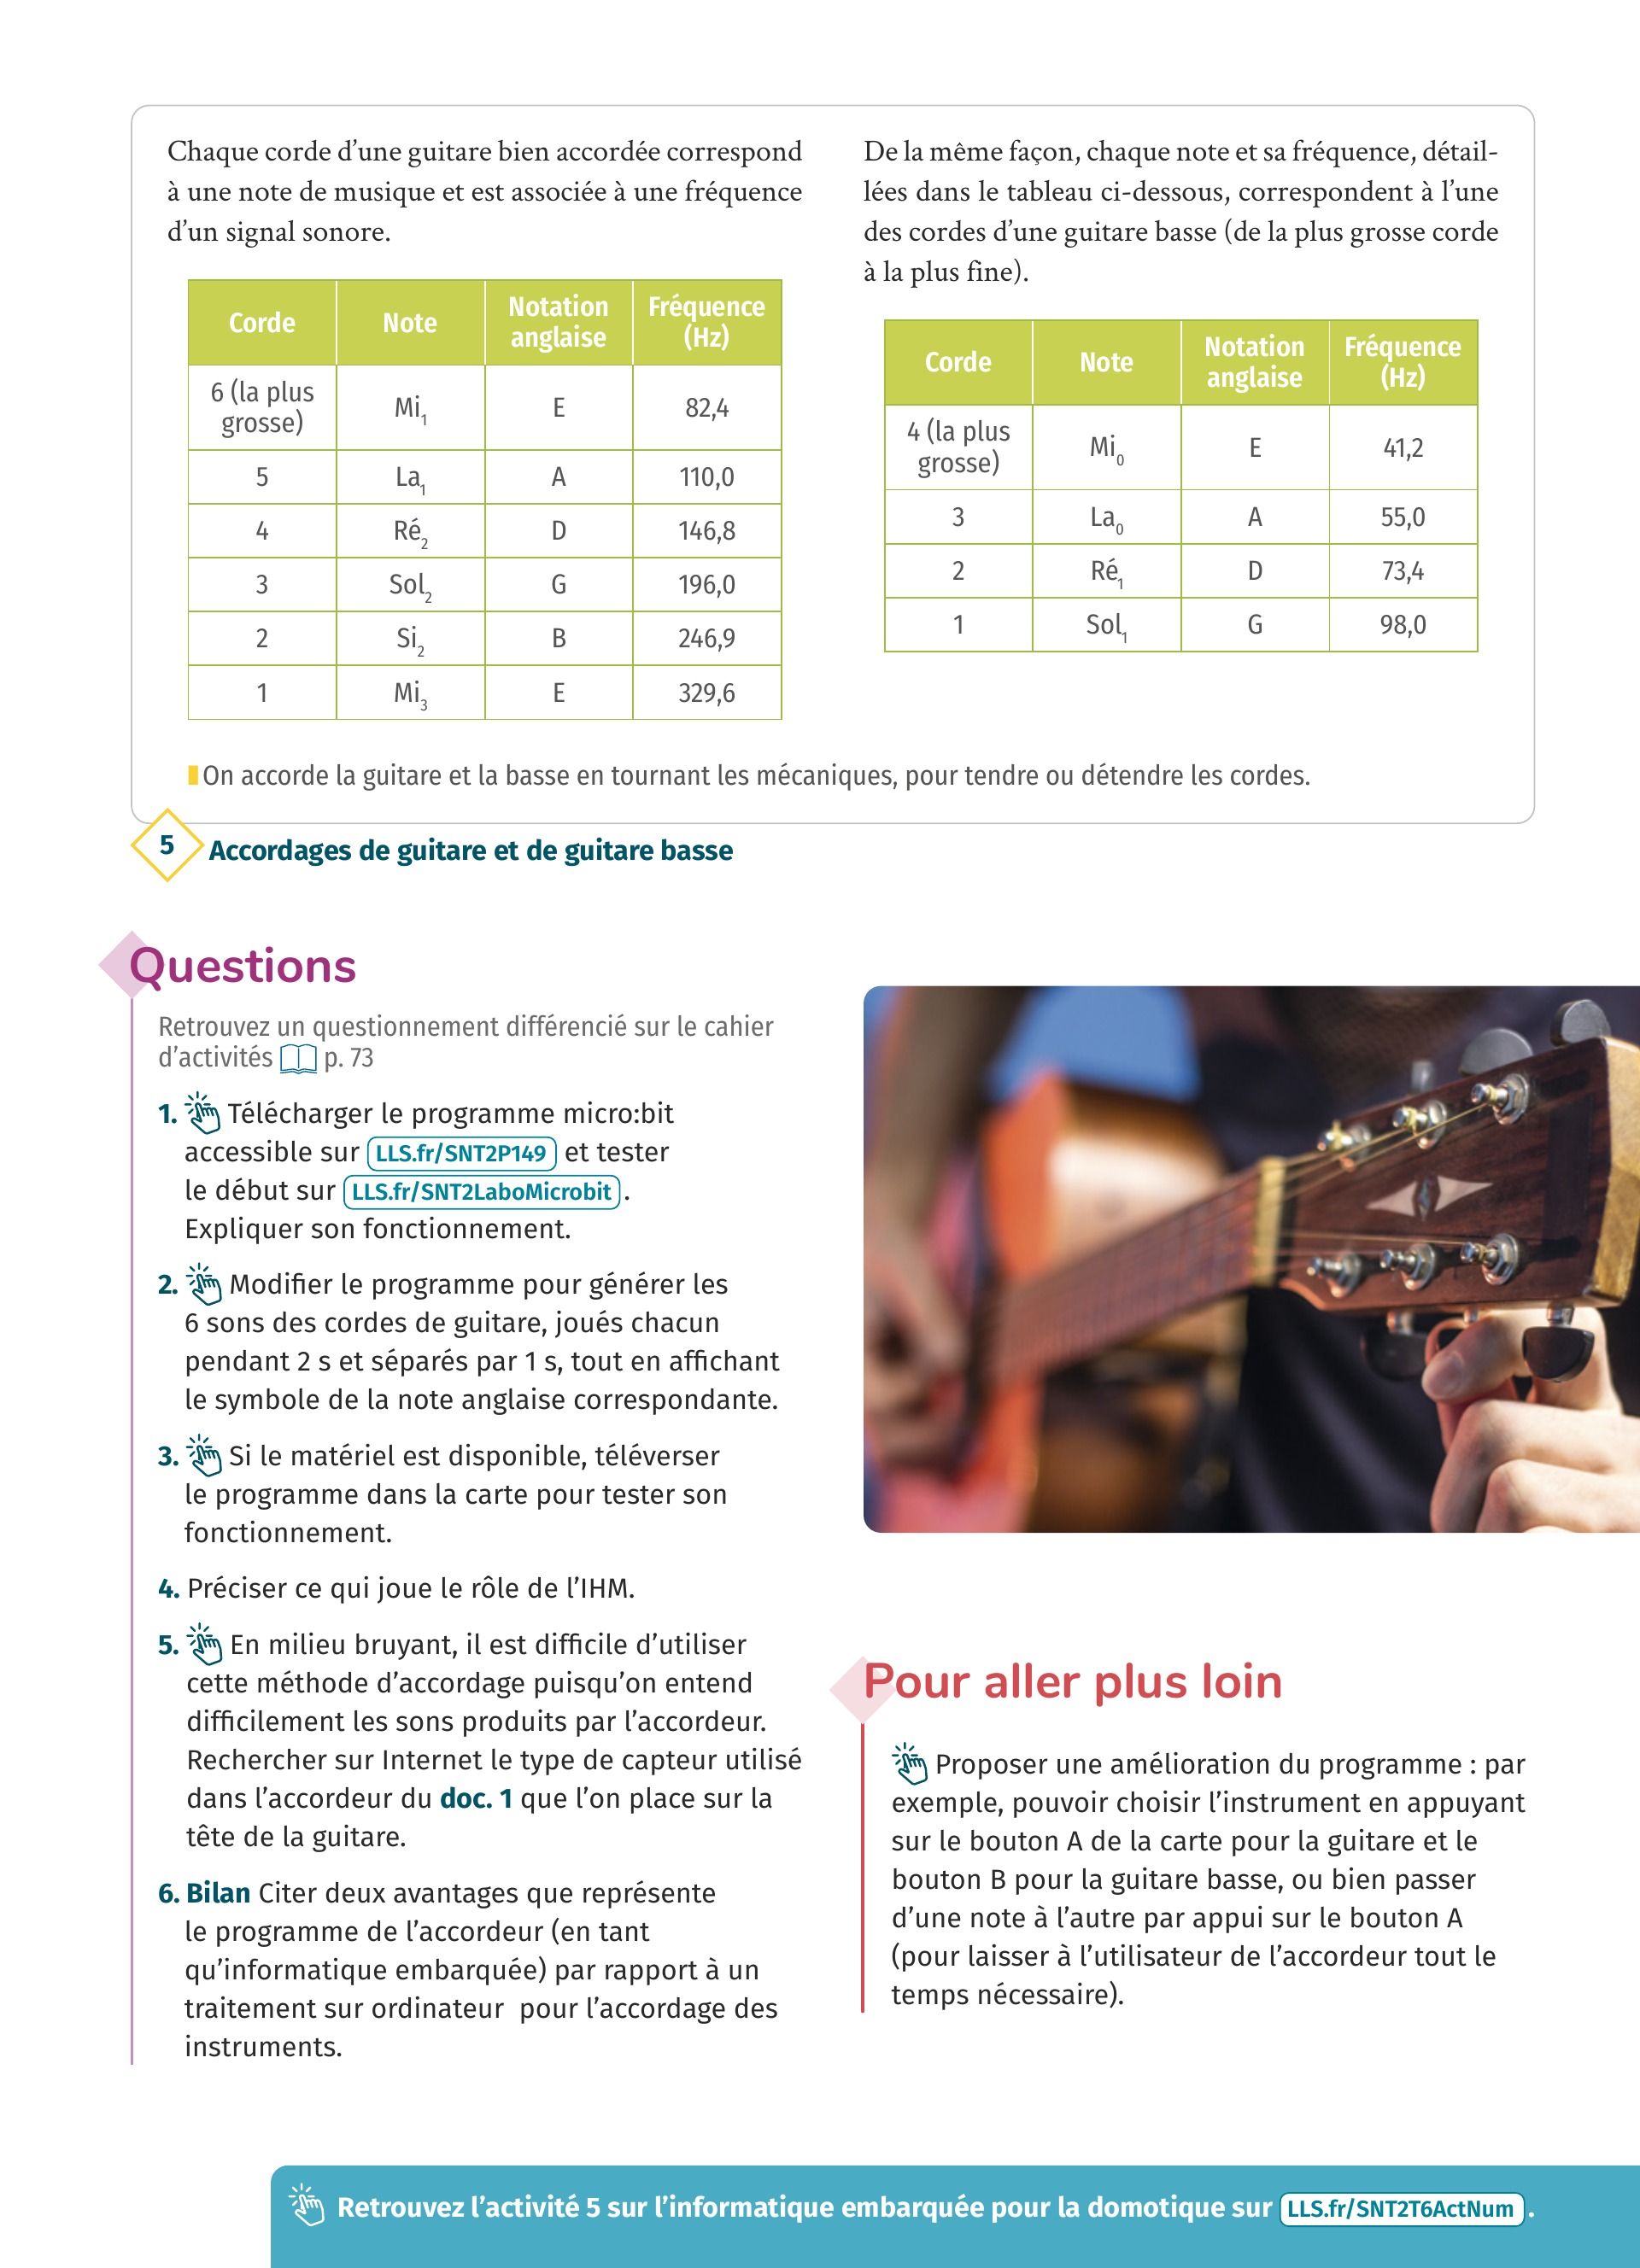 Chaque corde d’une guitare bien accordée correspond
à une note de musique et est associée à une fréquence
d’un signal sonore.
Corde Note Notation anglaise Fréquence (Hz)
6 (la plus grosse) Mi1 E 82,4
5 La1 A 110,0
4 Ré2 D 146,8
3 Sol2 G 196,0
2 Si2 B 246,9
1 Mi3 E 329,6
De la même façon, chaque note et sa fréquence, détail-
lées dans le tableau ci-dessous, correspondent à l’une
des cordes d’une guitare basse (de la plus grosse corde
à la plus fine).
Corde Note Notation anglaise Fréquence (Hz)
4 (la plus grosse) Mi0 E 41,2
3 La0 A 55,0
2 Ré1 D 73,4
1 Sol1 G 98,0
On accorde la guitare et la basse en tournant les mécaniques, pour tendre ou détendre les cordes.
5 Accordages de guitare et de guitare basse
Questions
Retrouvez un questionnement différencié sur le cahier
d’activités p. 73
1. Télécharger le programme micro:bit
accessible sur LLS.fr/SNT2P149 et tester
le début sur LLS.fr/SNT2LaboMicrobit .
Expliquer son fonctionnement.
2. Modifier le programme pour générer les
6 sons des cordes de guitare, joués chacun
pendant 2 s et séparés par 1 s, tout en affichant
le symbole de la note anglaise correspondante.
3. Si le matériel est disponible, téléverser
le programme dans la carte pour tester son
fonctionnement.
4. Préciser ce qui joue le rôle de l’IHM.
5. En milieu bruyant, il est difficile d’utiliser
cette méthode d’accordage puisqu’on entend
difficilement les sons produits par l’accordeur.
Rechercher sur Internet le type de capteur utilisé
dans l’accordeur du doc. 1 que l’on place sur la
tête de la guitare.
6. Bilan Citer deux avantages que représente
le programme de l’accordeur (en tant
qu’informatique embarquée) par rapport à un
traitement sur ordinateur pour l’accordage des
instruments.
Pour aller plus loin
Proposer une amélioration du programme : par
exemple, pouvoir choisir l’instrument en appuyant
sur le bouton A de la carte pour la guitare et le
bouton B pour la guitare basse, ou bien passer
d’une note à l’autre par appui sur le bouton A
(pour laisser à l’utilisateur de l’accordeur tout le
temps nécessaire).
Retrouvez l’activité 5 sur l’informatique embarquée pour la domotique sur LLS.fr/SNT2T6ActNum .